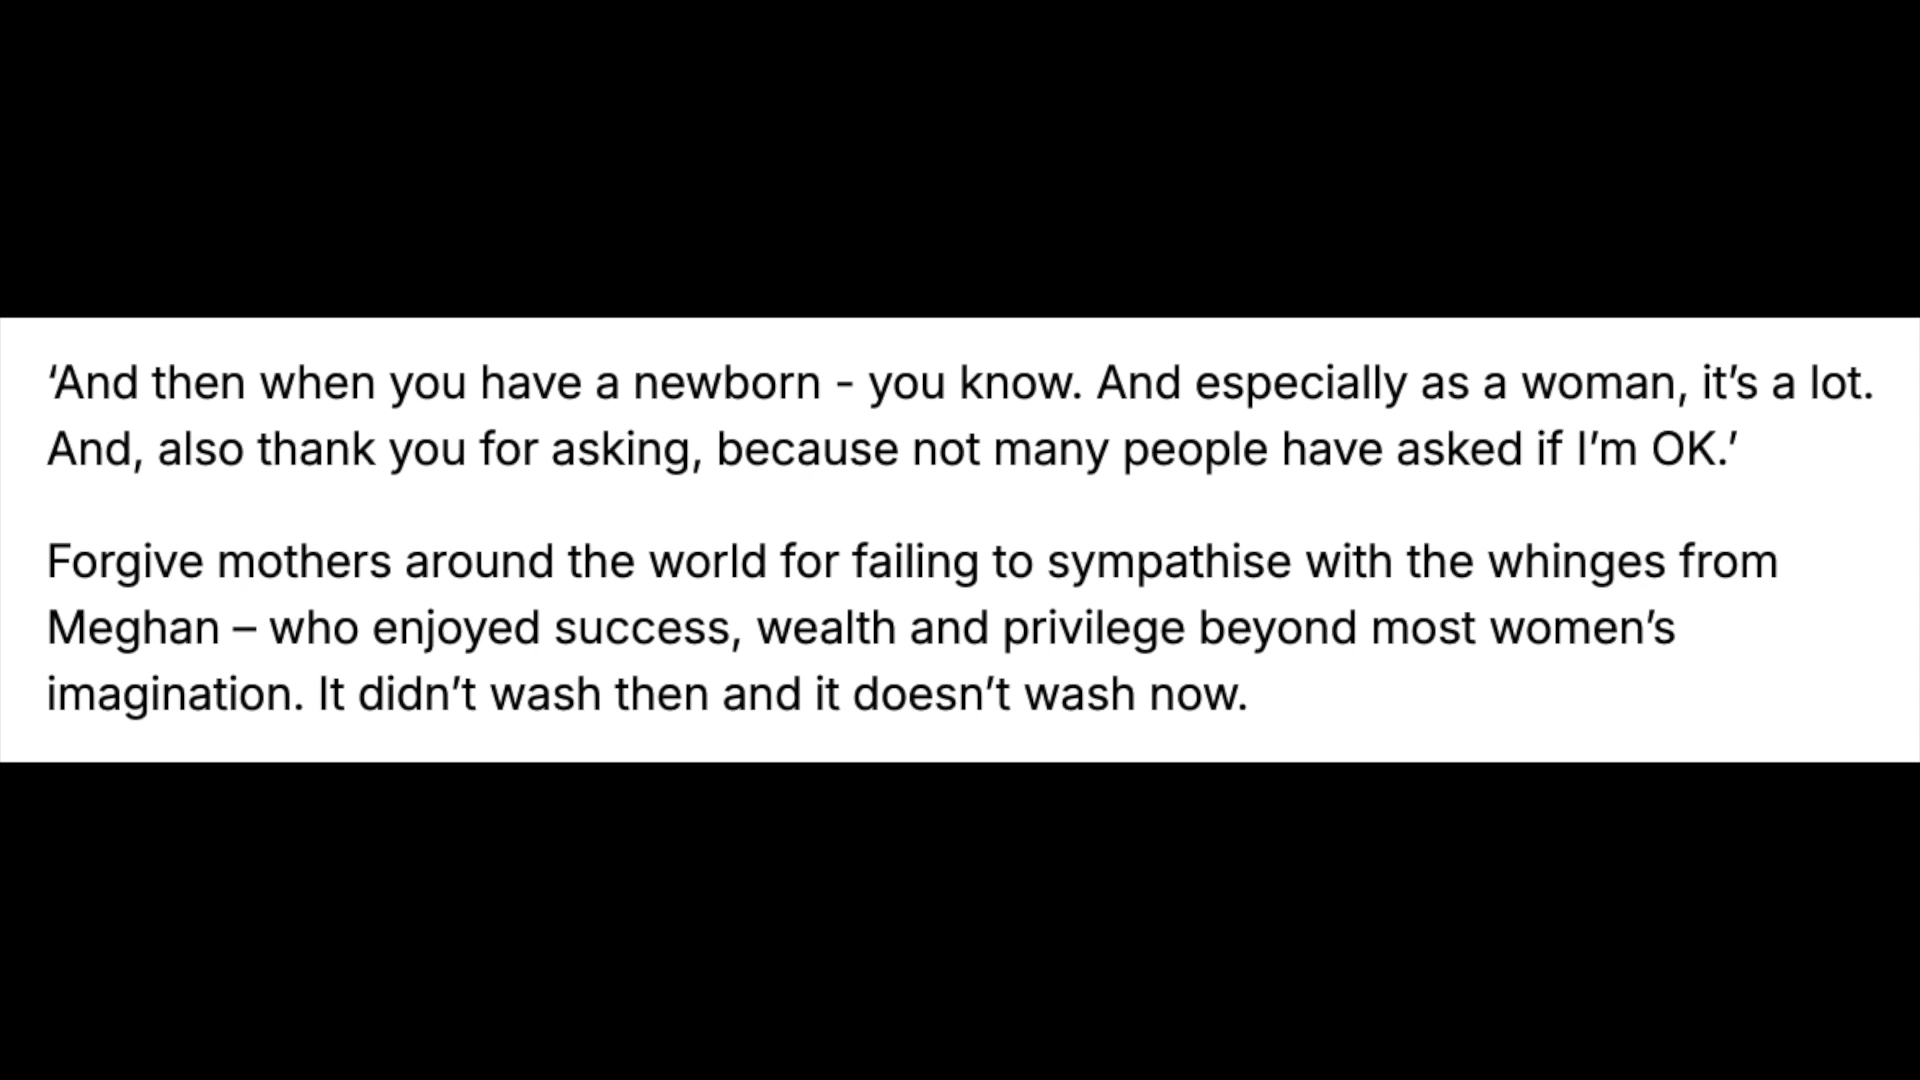 ‘And then when you have a newborn - you know. And especially as a woman, it’s a lot.
And, also thank you for asking, because not many people have asked if I’m OK.’
Forgive mothers around the world for failing to sympathise with the whinges from
Meghan – who enjoyed success, wealth and privilege beyond most women’s
imagination. It didn’t wash then and it doesn’t wash now.